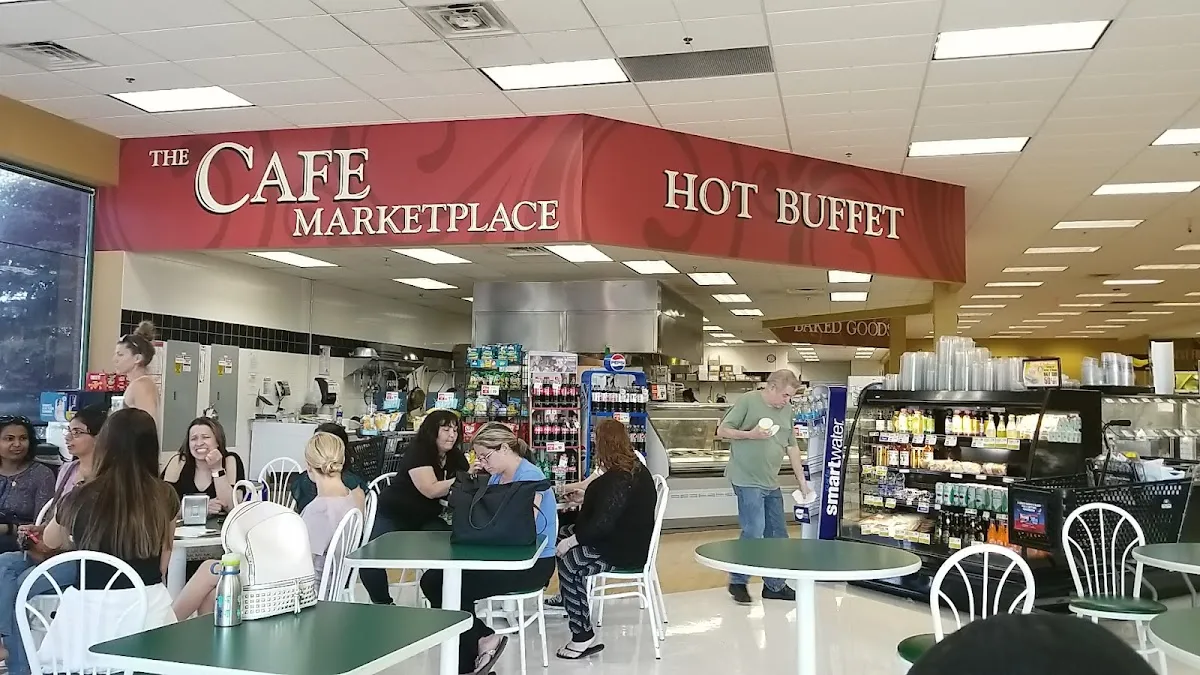 THE CAFE
MARKETPLACE
HOT BUFFET
BAKED GOODS
smartwater